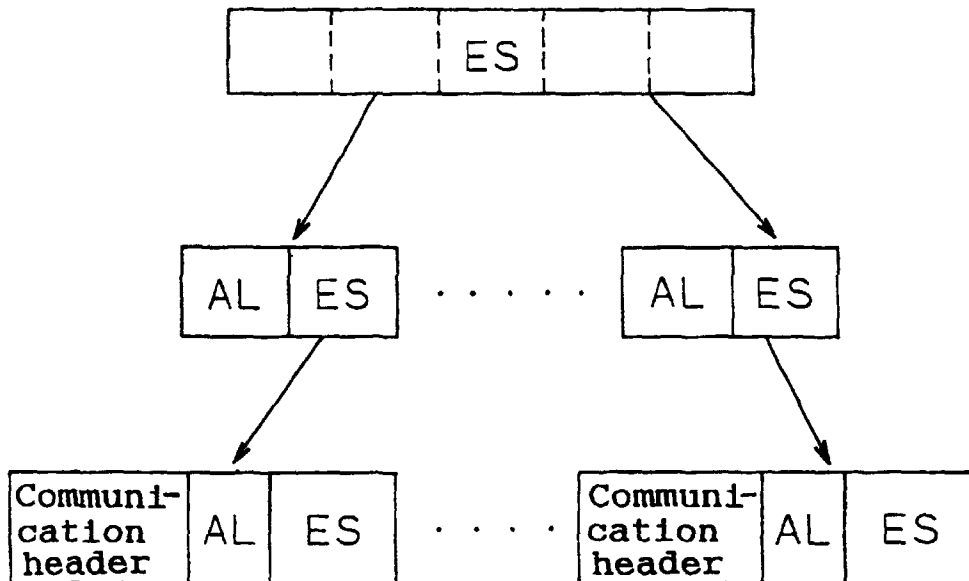 ES
AL ES ..... AL ES
Communi-
cation
header
AL ES ..... Communi-
cation
header
AL ES